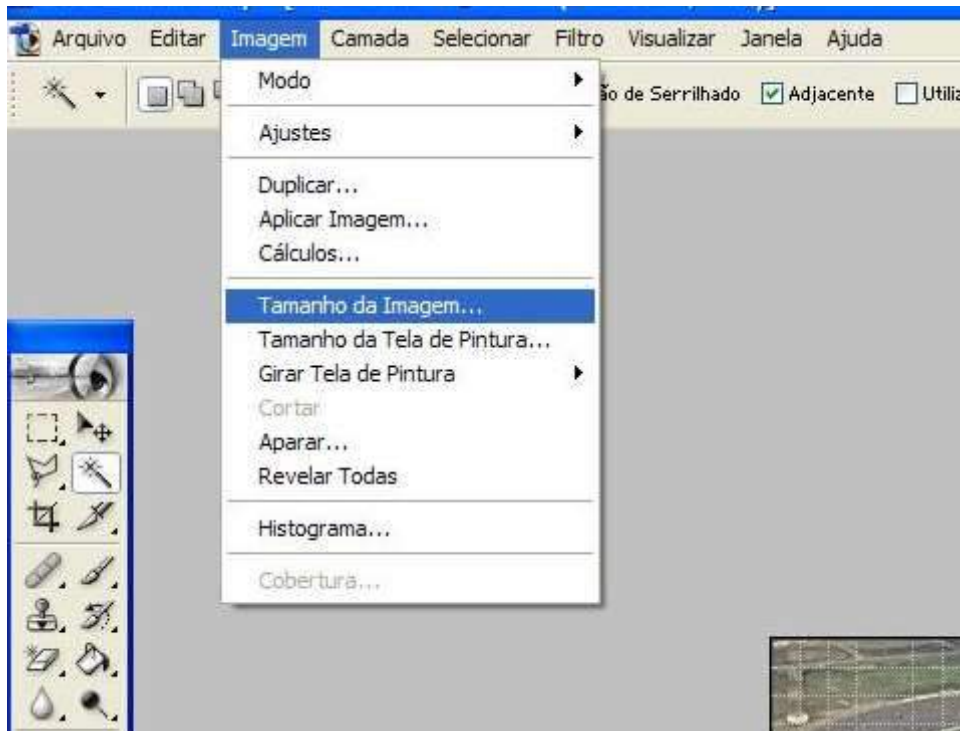 Arquivo Editar Imagem Camada Selecionar Filtro Visualizar Janela Ajuda
de Serrilhado Adjacente
Modo
Ajustes
Duplicar...
Aplicar Imagem...
Cálculos...
Tamanho da Imagem...
Tamanho da Tela de Pintura...
Girar Tela de Pintura
Cortar
Aparar...
Revelar Todas
Histograma...
Cobertura...